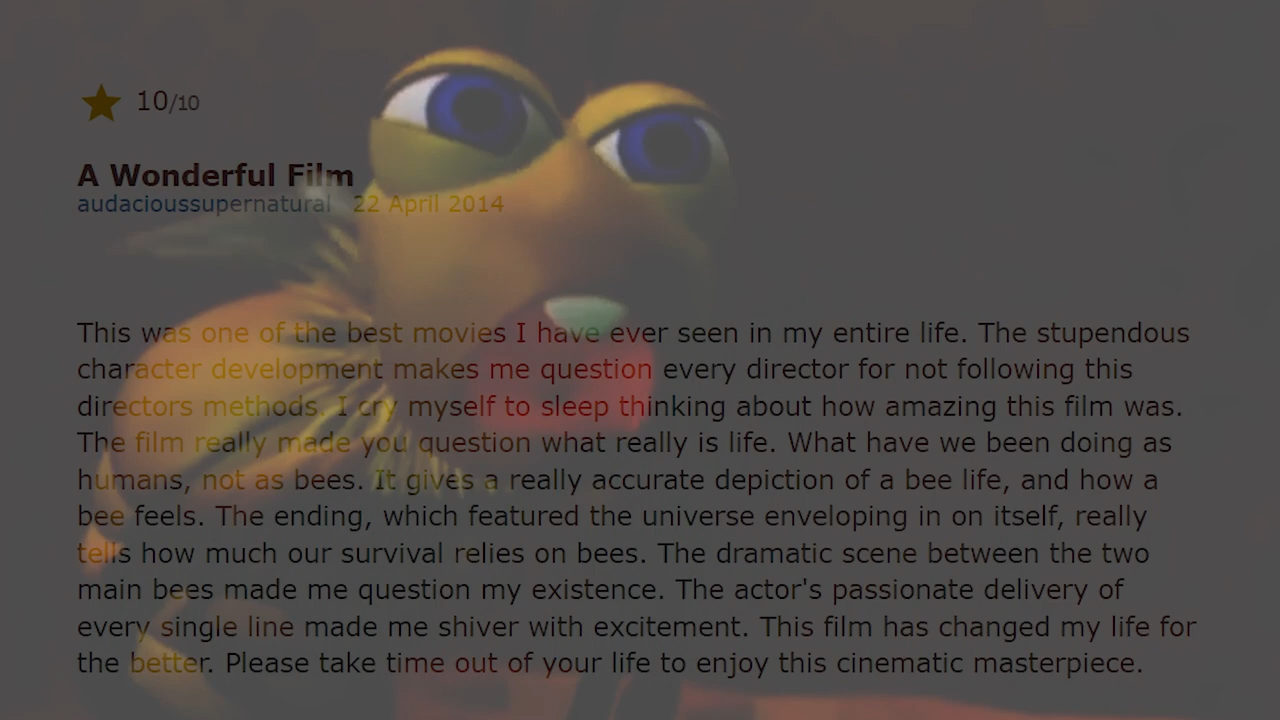 10/10
A Wonderful Film
audacioussupernatural 22 April 2014
This was one of the best movies I have ever seen in my entire life. The stupendous
character development makes me question every director for not following this
directors methods. I cry myself to sleep thinking about how amazing this film was.
The film really made you question what really is life. What have we been doing as
humans, not as bees. It gives a really accurate depiction of a bee life, and how a
bee feels. The ending, which featured the universe enveloping in on itself, really
tells how much our survival relies on bees. The dramatic scene between the two
main bees made me question my existence. The actor's passionate delivery of
every single line made me shiver with excitement. This film has changed my life for
the better. Please take time out of your life to enjoy this cinematic masterpiece.